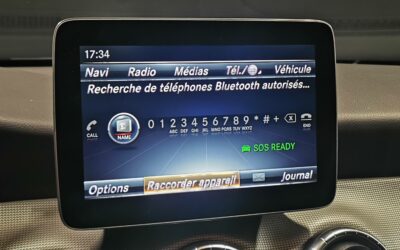 17:34
Navi Radio Médias Tél./ Véhicule
Recherche de téléphones Bluetooth autorisés...
0 1 2 3 4 5 6 7 8 9 * # +
ABC DEF GHI JKL MNO PQRS TUV WXYZ
CALL NAME END
SOS READY
Options Raccorder appareil Journal